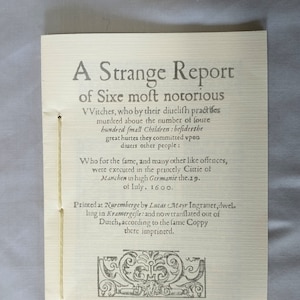 A Strange Report
of Sixe moſt notorious
VVitches, who by their diueliſh practiſes
murdred aboue the number of foure
hundred ſmall Children: beſides the
great hurtes they committed vpon
diuers other people:
Who for the ſame, and many other like offences,
were executed in the princely Cittie of
Manchen in high Germanie the .29.
of Iuly. 1600.
Printed at Nuremberge by Lucas Mayr Ingrauer, dwel-
ling in Kramergeſſe: and now tranſlated out of
Dutch, according to the ſame Coppy
there imprinted.